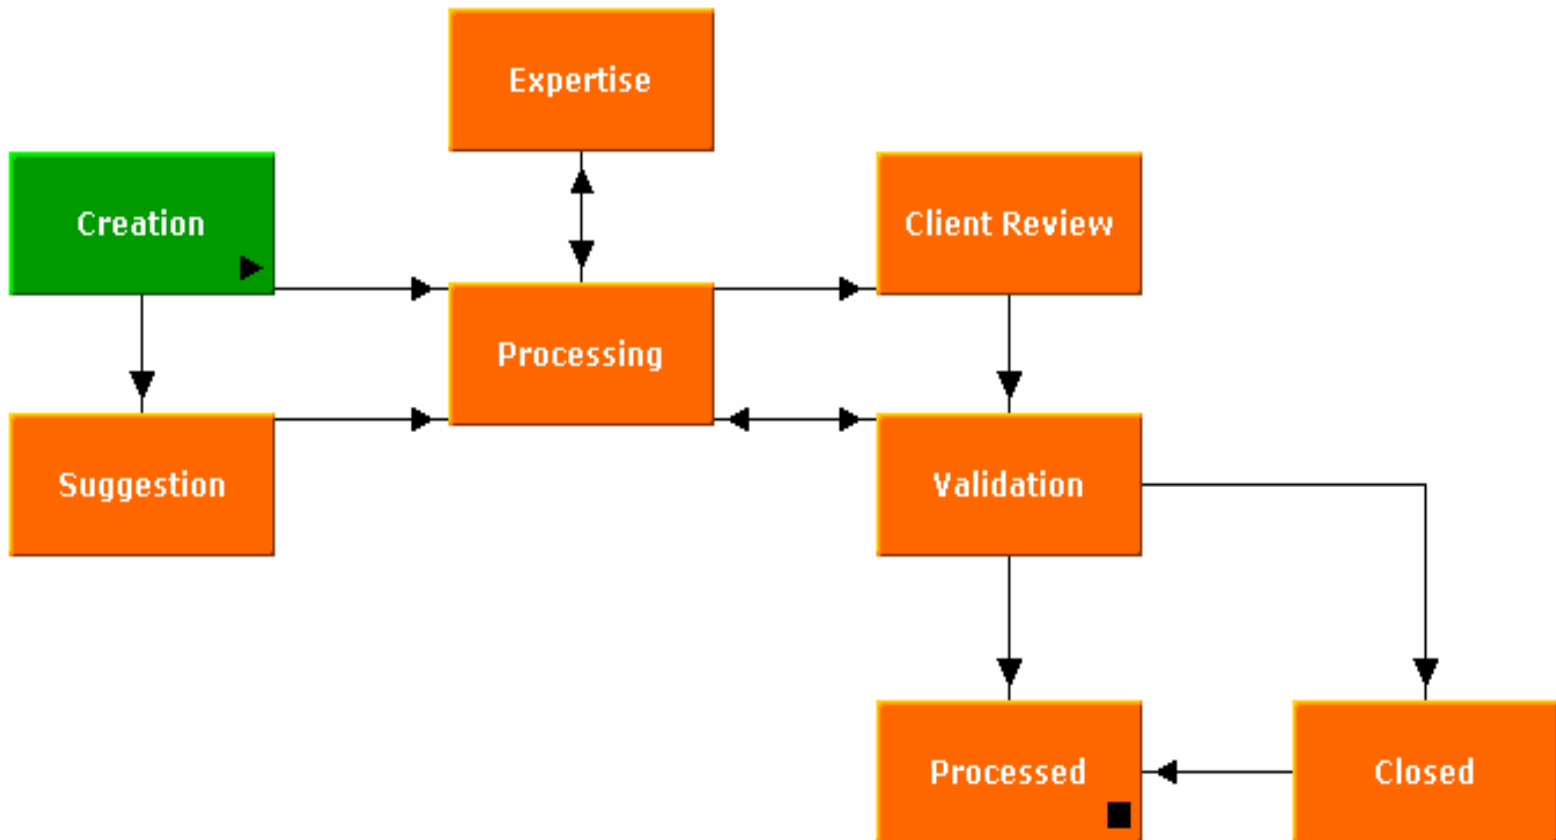 Expertise
Creation
Client Review
Processing
Suggestion
Validation
Processed
Closed